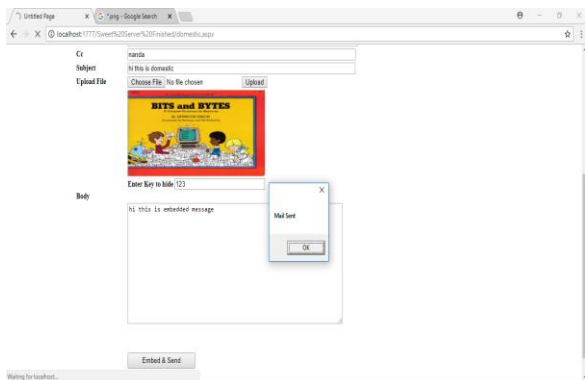 Untitled Page
*.png - Google Search
localhost:1777/Sweet%20Server%20Finished/domestic.aspx
Cc
nanda
Subject
hi this is domestic
Upload File
Choose File No file chosen
Upload
BITS and BYTES
Enter Key to hide 123
Mail Sent
OK
Body
hi this is embedded message
Embed & Send
Waiting for localhost...